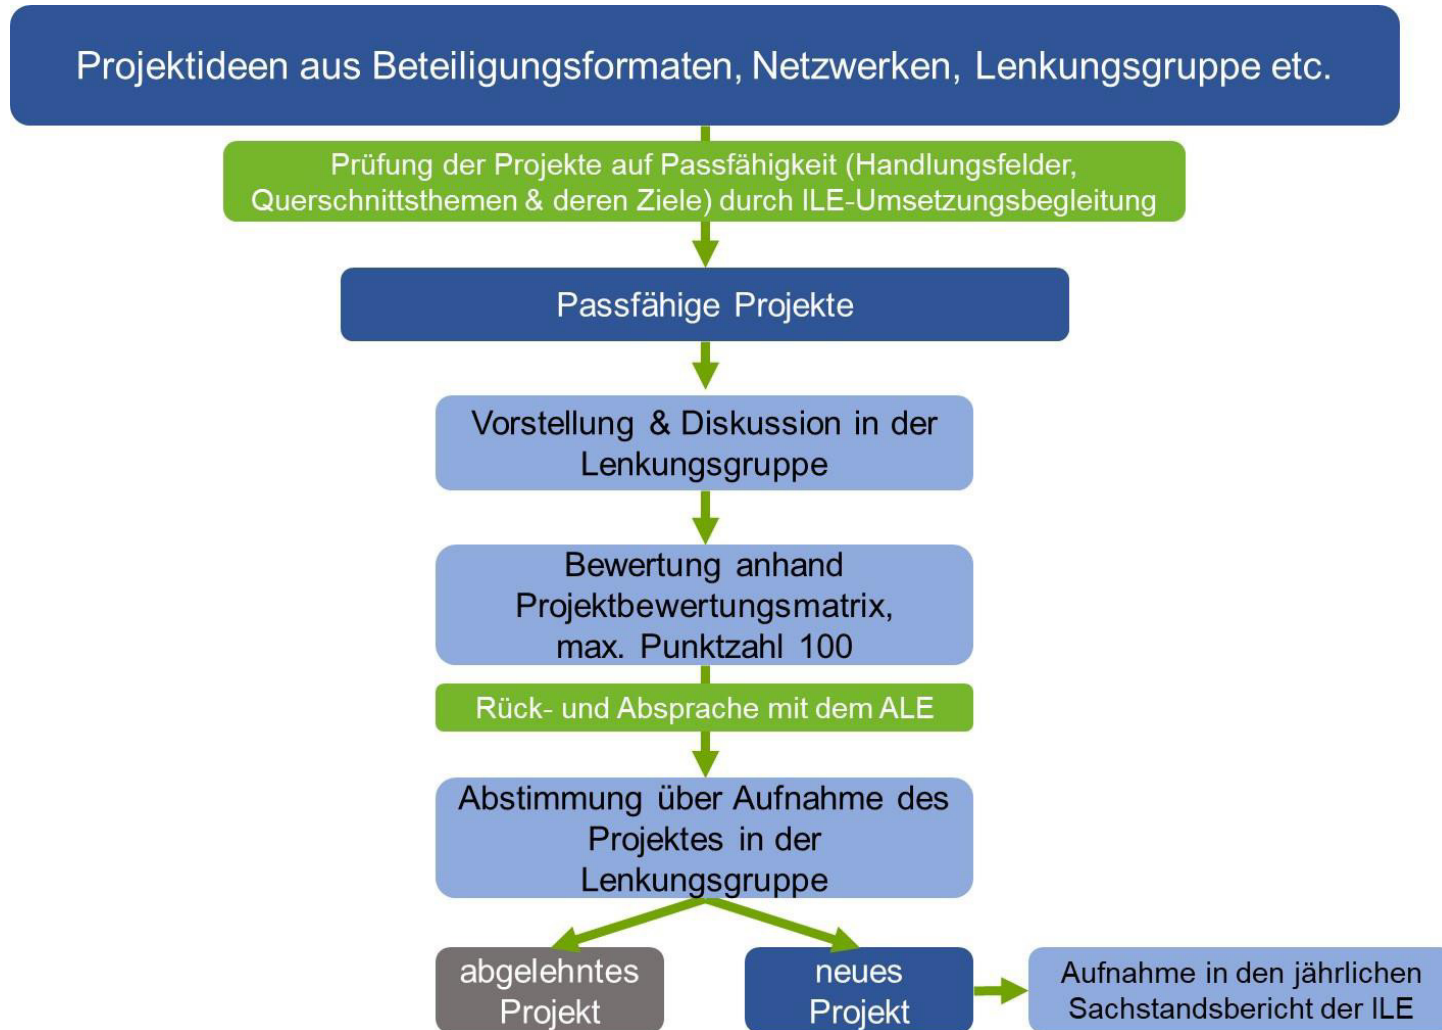 Projektideen aus Beteiligungsformaten, Netzwerken, Lenkungsgruppe etc.
Prüfung der Projekte auf Passfähigkeit (Handlungsfelder,
Querschnittsthemen & deren Ziele) durch ILE-Umsetzungsbegleitung
Passfähige Projekte
Vorstellung & Diskussion in der
Lenkungsgruppe
Bewertung anhand
Projektbewertungsmatrix,
max. Punktzahl 100
Rück- und Absprache mit dem ALE
Abstimmung über Aufnahme des
Projektes in der
Lenkungsgruppe
abgelehntes
Projekt
neues
Projekt
Aufnahme in den jährlichen
Sachstandsbericht der ILE